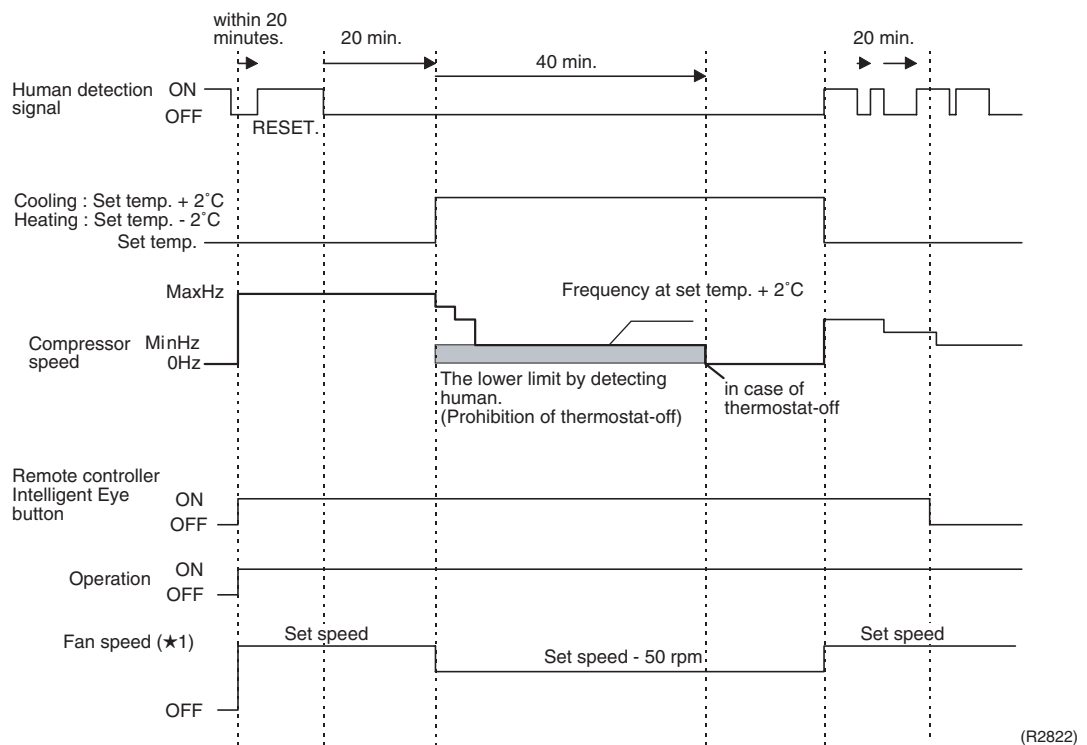 within 20
minutes.
20 min.
40 min.
20 min.
Human detection
signal
ON
OFF
RESET.
Cooling : Set temp. + 2˚C
Heating : Set temp. - 2˚C
Set temp.
MaxHz
Frequency at set temp. + 2˚C
Compressor
speed
MinHz
0Hz
The lower limit by detecting
human.
(Prohibition of thermostat-off)
in case of
thermostat-off
Remote controller
Intelligent Eye
button
ON
OFF
Operation
ON
OFF
Fan speed (★1)
Set speed
Set speed - 50 rpm
Set speed
OFF
(R2822)